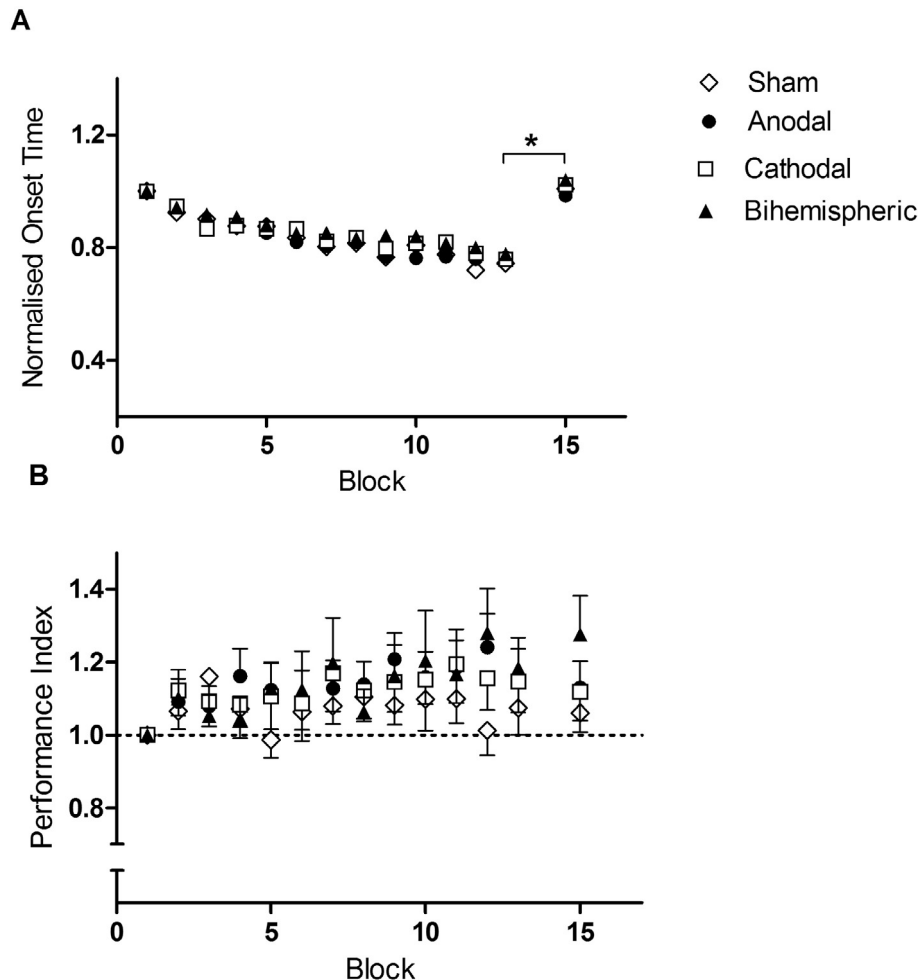 A
Sham
Anodal
Cathodal
Bihemispheric
Normalised Onset Time
1.2
0.8
0.4
*
0 5 10 15
Block
B
Performance Index
1.4
1.2
1.0
0.8
0 5 10 15
Block